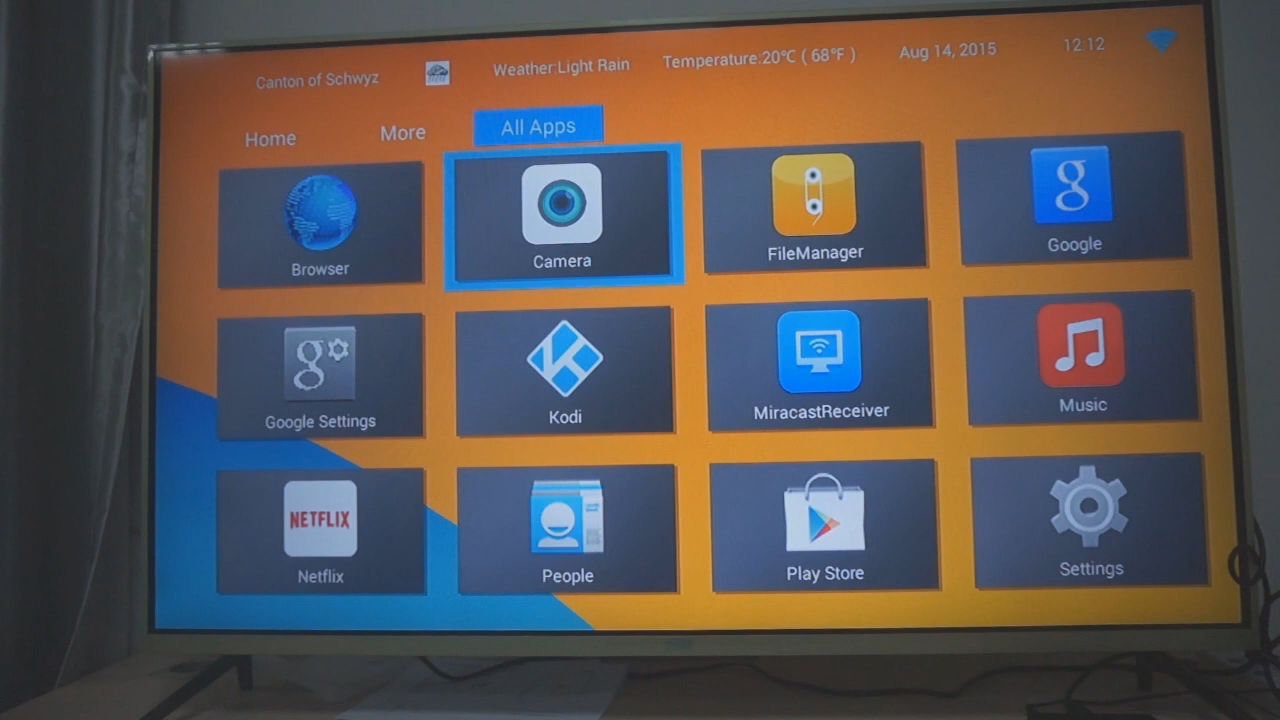 Canton of Schwyz Weather:Light Rain Temperature:20℃ ( 68℉ ) Aug 14, 2015 12:12
Home More All Apps
Browser Camera FileManager Google
Google Settings Kodi MiracastReceiver Music
NETFLIX
Netflix People Play Store Settings